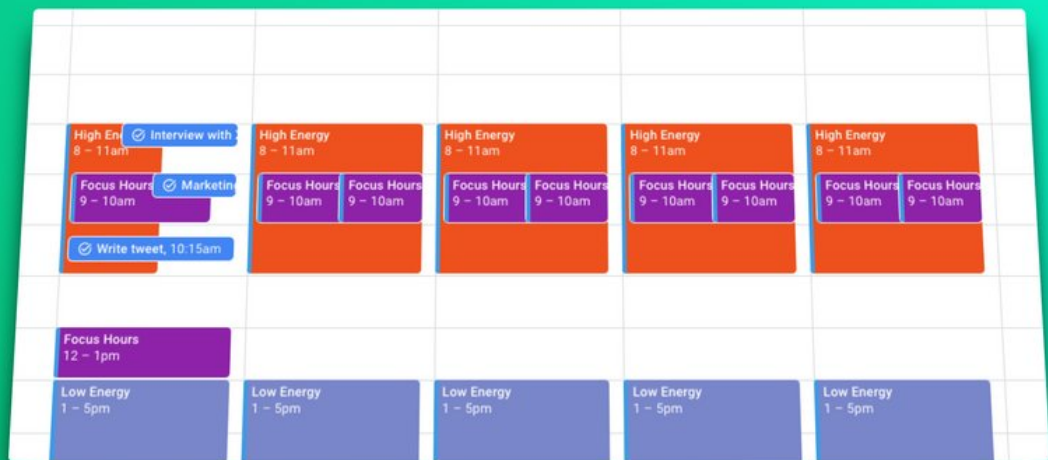 High
Interview with
8 – 11am
Focus Hours
9 – 10am
Write tweet, 10:15am
Focus Hours
12 – 1pm
Low Energy
1 – 5pm
High Energy
8 – 11am
Focus Hours
9 – 10am
Focus Hours
9 – 10am
Low Energy
1 – 5pm
High Energy
8 – 11am
Focus Hours
9 – 10am
Focus Hours
9 – 10am
Low Energy
1 – 5pm
High Energy
8 – 11am
Focus Hours
9 – 10am
Focus Hours
9 – 10am
Low Energy
1 – 5pm
High Energy
8 – 11am
Focus Hours
9 – 10am
Focus Hours
9 – 10am
Low Energy
1 – 5pm